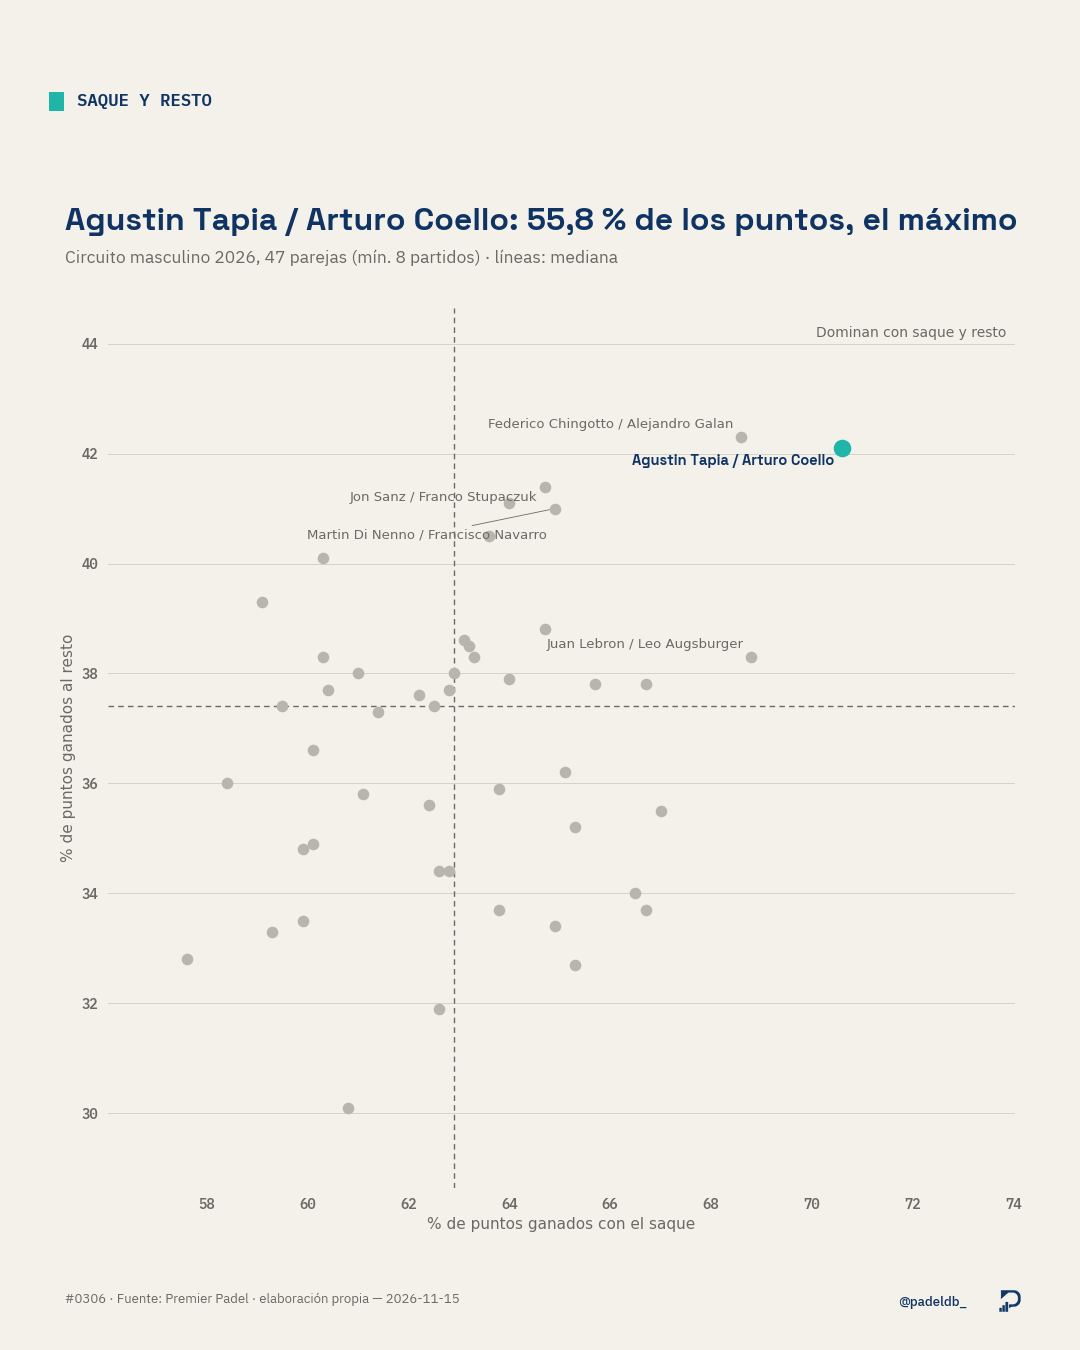 SAQUE Y RESTO
Agustin Tapia / Arturo Coello: 55,8 % de los puntos, el máximo
Circuito masculino 2026, 47 parejas (mín. 8 partidos) · líneas: mediana
Dominan con saque y resto
44
Federico Chingotto / Alejandro Galan
42
Agustin Tapia / Arturo Coello
Jon Sanz / Franco Stupaczuk
Martin Di Nenno / Francisco Navarro
40
Juan Lebron / Leo Augsburger
38
36
34
32
30
% de puntos ganados al resto
58 60 62 64 66 68 70 72 74
% de puntos ganados con el saque
#0306 · Fuente: Premier Padel · elaboración propia — 2026-11-15
@padeldb_